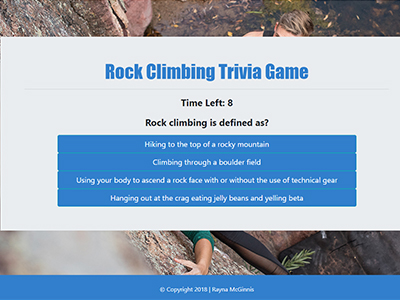 Rock Climbing Trivia Game
Time Left: 8
Rock climbing is defined as?
Hiking to the top of a rocky mountain
Climbing through a boulder field
Using your body to ascend a rock face with or without the use of technical gear
Hanging out at the crag eating jelly beans and yelling beta
© Copyright 2018 | Rayna McGinnis